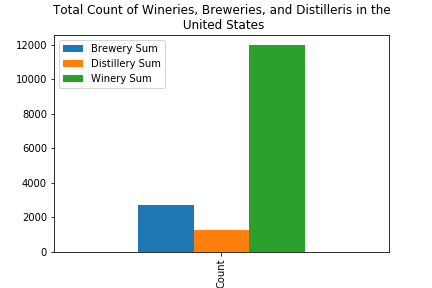 Total Count of Wineries, Breweries, and Distilleris in the
United States
12000
10000
8000
6000
4000
2000
0
Brewery Sum
Distillery Sum
Winery Sum
Count